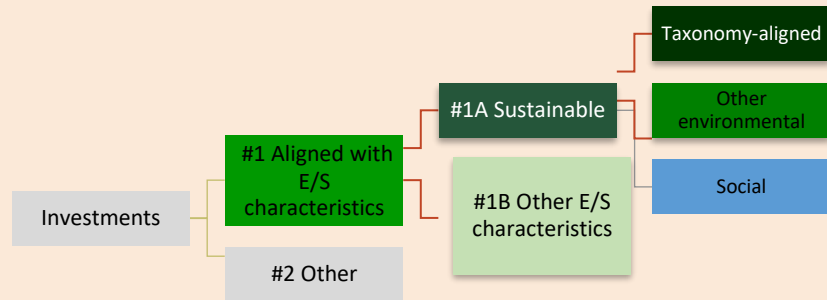 Taxonomy-aligned
#1A Sustainable
Other
environmental
#1 Aligned with
E/S
characteristics
#1B Other E/S
characteristics
Social
Investments
#2 Other